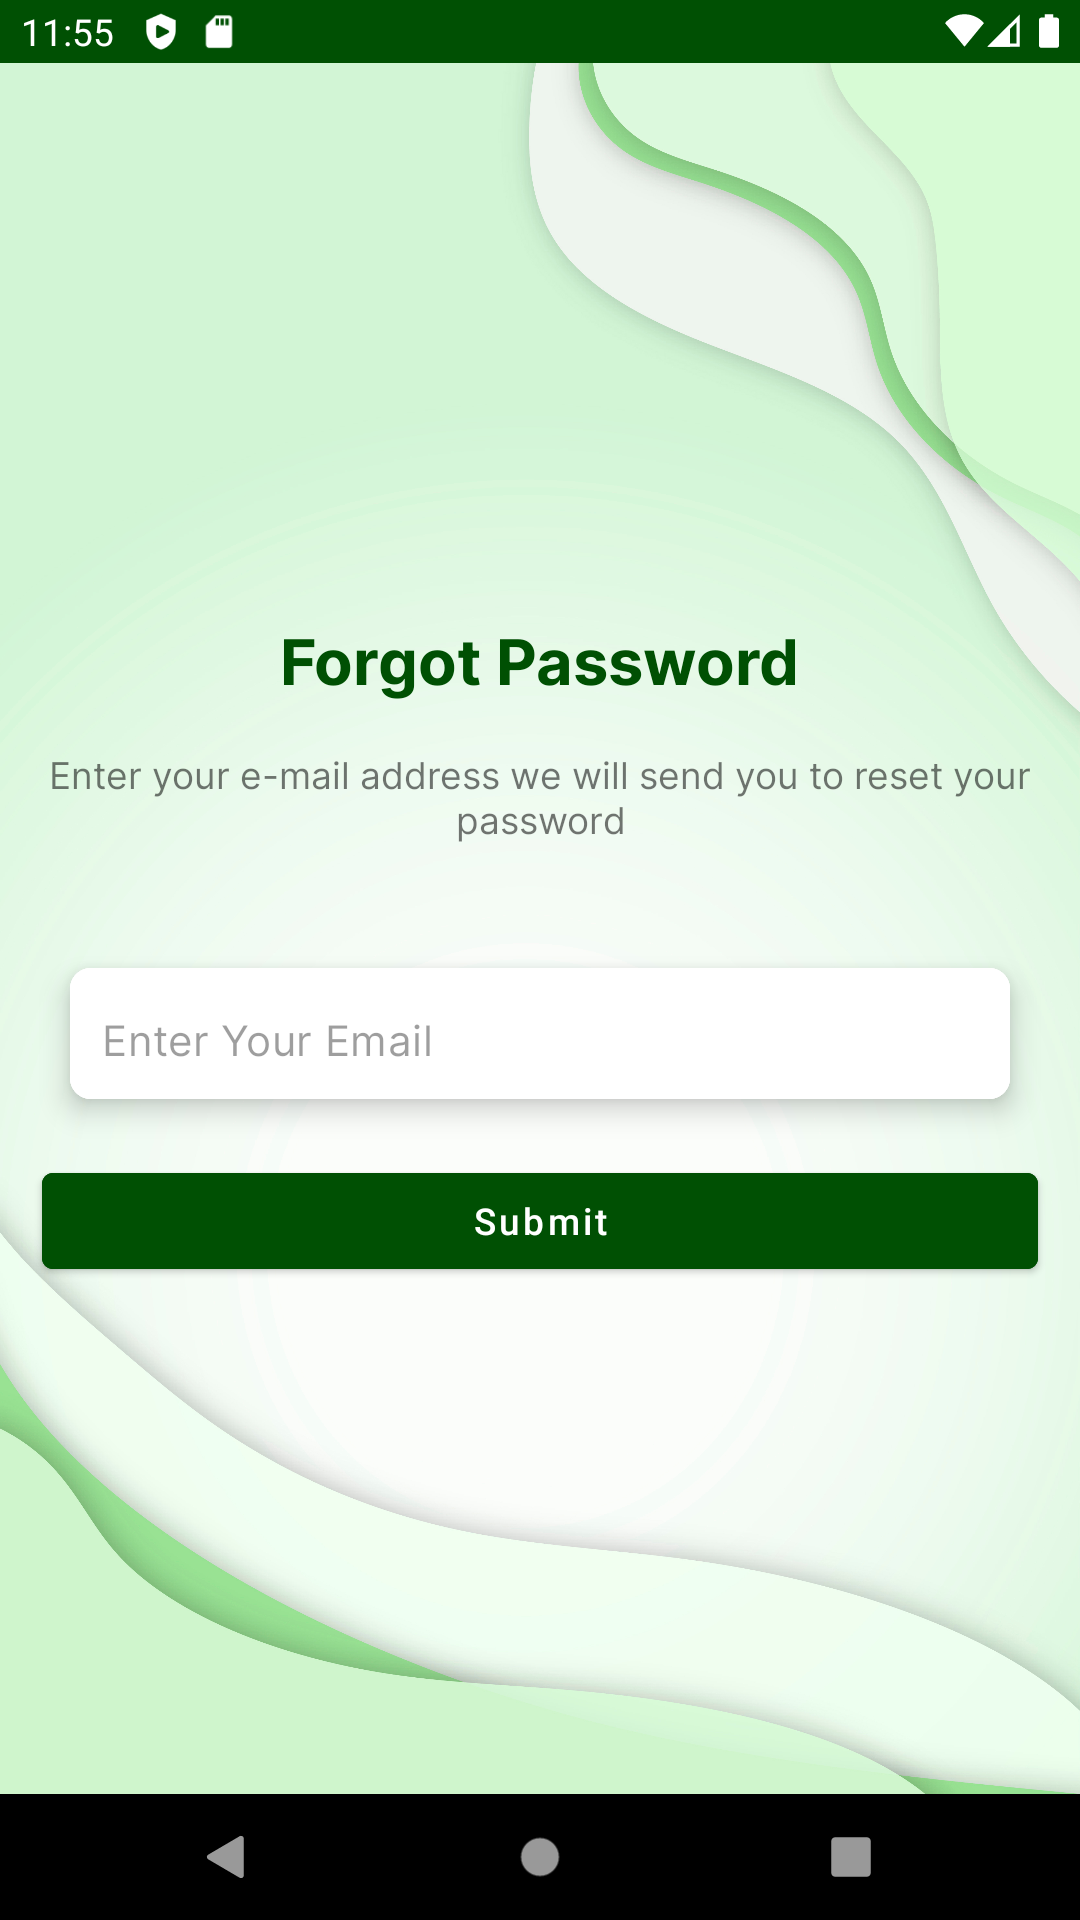 11:55
Forgot Password
Enter your e-mail address we will send you to reset your
password
Enter Your Email
Submit